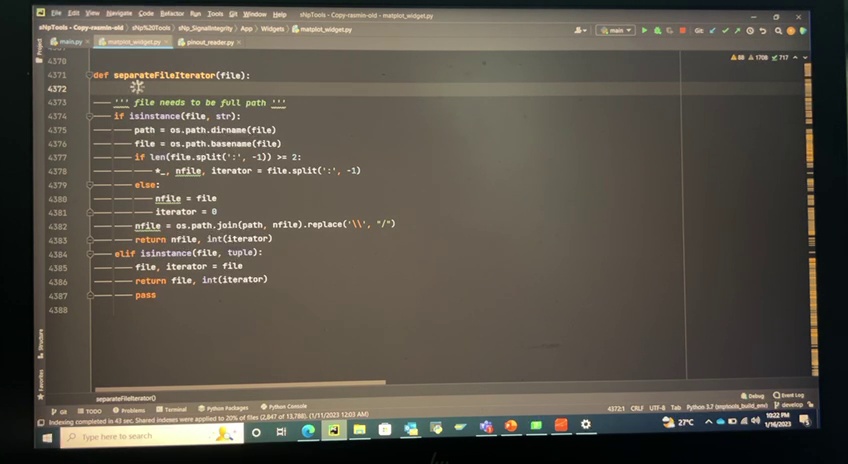 File Edit View Navigate Code Refactor Run Tools Git Window Help sNpTools - Copy-rasmin-old - matplot_widget.py
sNpTools - Copy-rasmin-old sNp%20Tools sNp_SignalIntegrity App Widgets matplot_widget.py main Git:
main.py matplot_widget.py pinout_reader.py
Project
88 1708 717
4370
4371 def separateFileIterator(file):
4372
4373 ''' file needs to be full path '''
4374 if isinstance(file, str):
4375 path = os.path.dirname(file)
4376 file = os.path.basename(file)
4377 if len(file.split(':', -1)) >= 2:
4378 *_, nfile, iterator = file.split(':', -1)
4379 else:
4380 nfile = file
4381 iterator = 0
4382 nfile = os.path.join(path, nfile).replace('\\', "/")
4383 return nfile, int(iterator)
4384 elif isinstance(file, tuple):
4385 file, iterator = file
4386 return file, int(iterator)
4387 pass
4388
Structure
Favorites
separateFileIterator()
Git TODO Problems Terminal Python Packages Python Console Debug Event Log
Indexing completed in 43 sec. Shared indexes were applied to 20% of files (2,847 of 13,788). (1/11/2023 12:03 AM) 4372:1 CRLF UTF-8 Tab Python 3.7 (snptools_build_env) develop
Type here to search 27°C 10:22 PM
1/16/2023